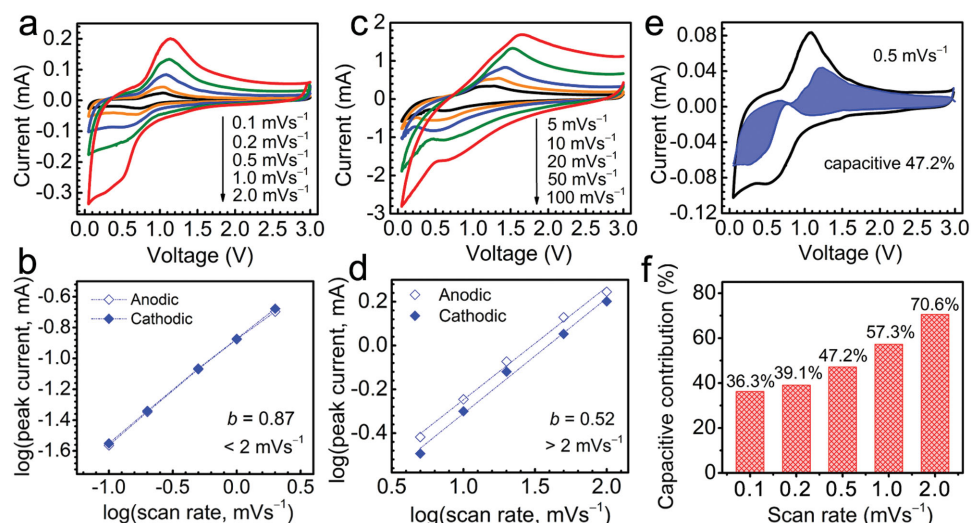 a
Current (mA)
0.2
0.1
0.0
-0.1
-0.2
-0.3
0.1 mVs⁻¹
0.2 mVs⁻¹
0.5 mVs⁻¹
1.0 mVs⁻¹
2.0 mVs⁻¹
0.0 0.5 1.0 1.5 2.0 2.5 3.0
Voltage (V)
c
Current (mA)
2
1
0
-1
-2
-3
5 mVs⁻¹
10 mVs⁻¹
20 mVs⁻¹
50 mVs⁻¹
100 mVs⁻¹
0.0 0.5 1.0 1.5 2.0 2.5 3.0
Voltage (V)
e
Current (mA)
0.08
0.04
0.00
-0.04
-0.08
-0.12
0.5 mVs⁻¹
capacitive 47.2%
0.0 0.5 1.0 1.5 2.0 2.5 3.0
Voltage (V)
b
log(peak current, mA)
-0.6
-0.8
-1.0
-1.2
-1.4
-1.6
Anodic
Cathodic
b = 0.87
< 2 mVs⁻¹
-1.0 -0.5 0.0 0.5
log(scan rate, mVs⁻¹)
d
log(peak current, mA)
0.2
0.0
-0.2
-0.4
Anodic
Cathodic
b = 0.52
> 2 mVs⁻¹
0.5 1.0 1.5 2.0
log(scan rate, mVs⁻¹)
f
Capacitive contribution (%)
80
60
40
20
0
36.3%
39.1%
47.2%
57.3%
70.6%
0.1 0.2 0.5 1.0 2.0
Scan rate (mVs⁻¹)